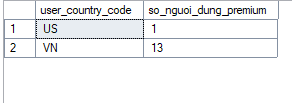 user_country_code so_nguoi_dung_premium
1 US 1
2 VN 13